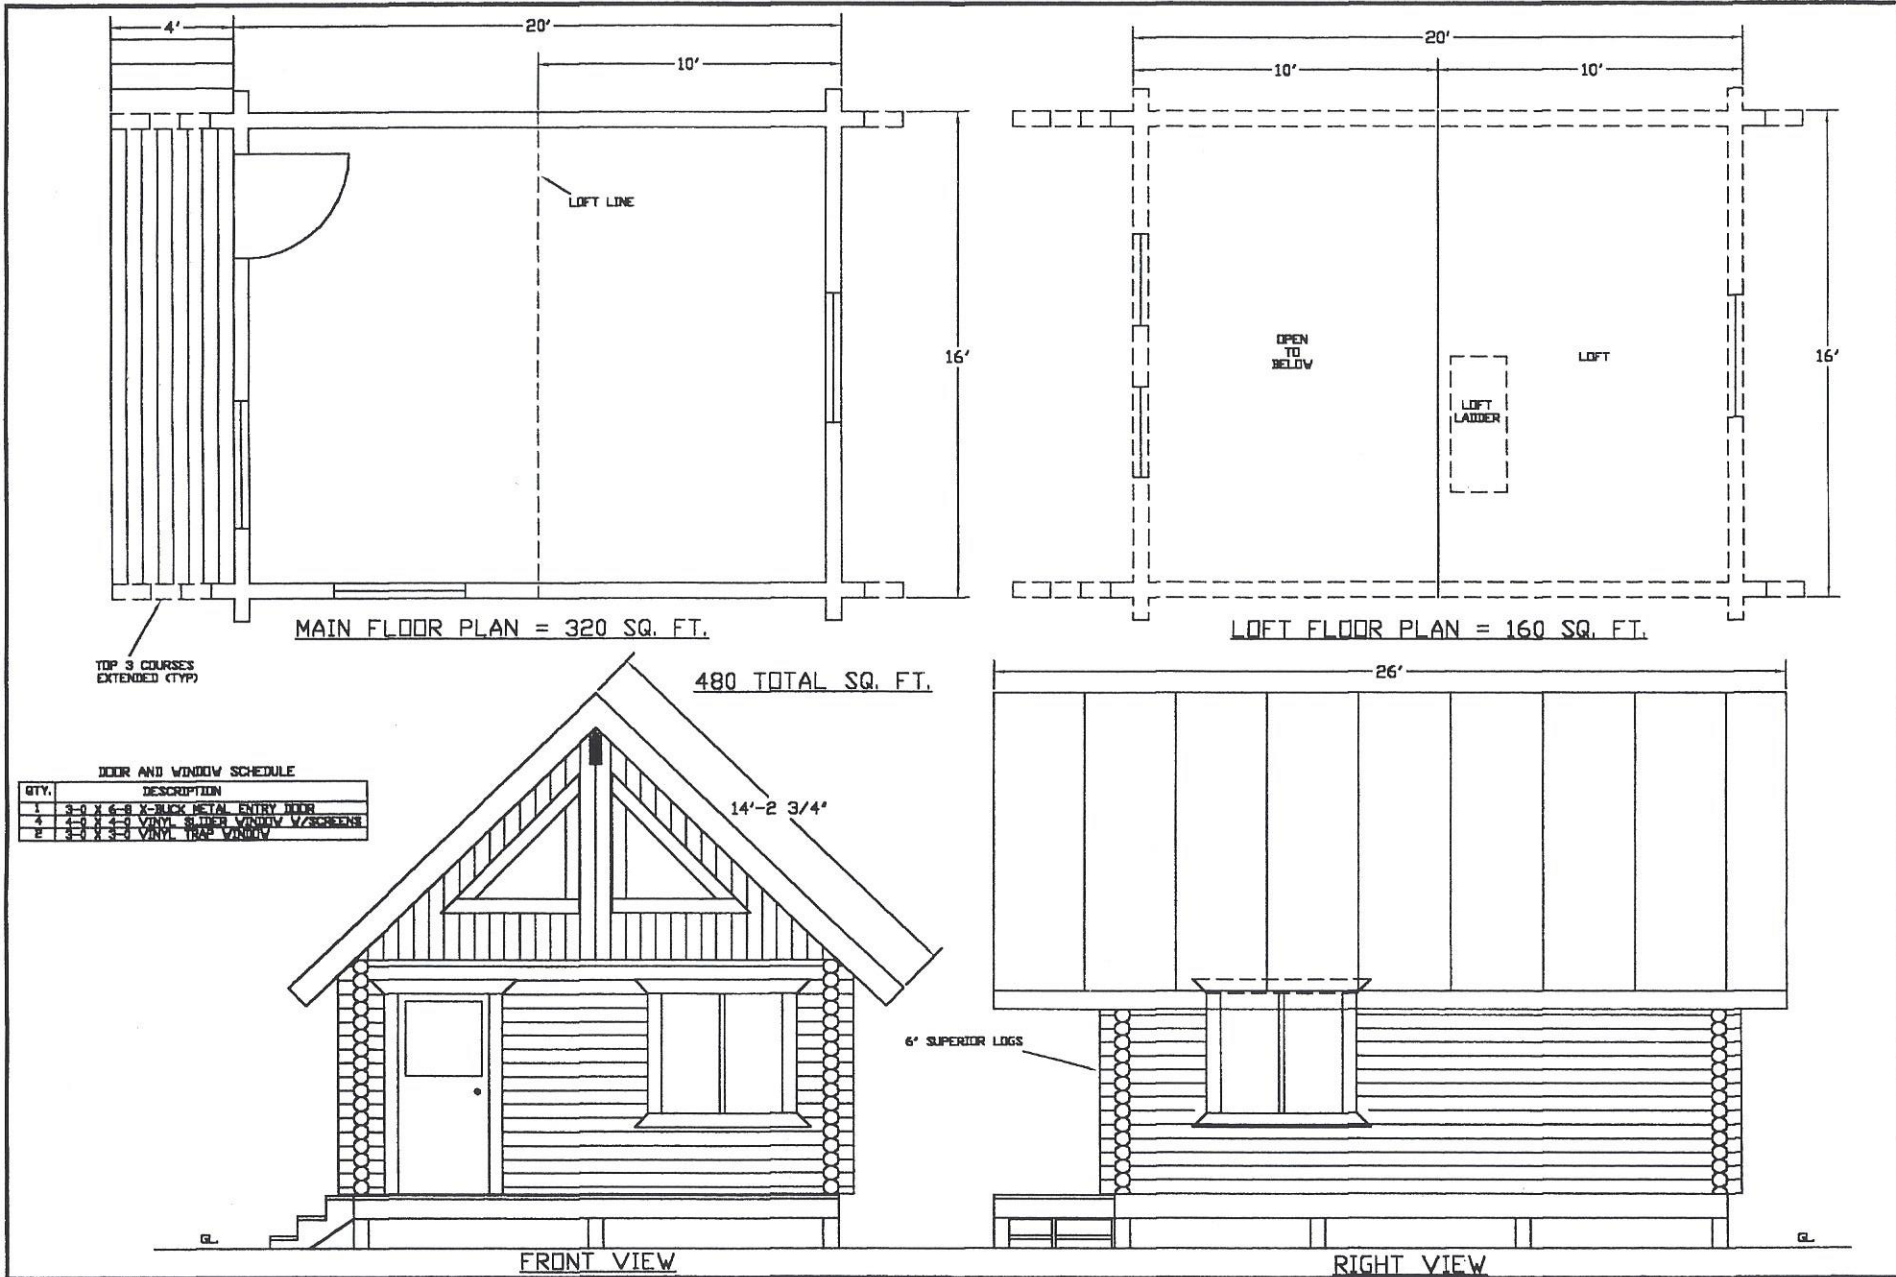 4' 20'
10'
LOFT LINE
16'
MAIN FLOOR PLAN = 320 SQ. FT.
TOP 3 COURSES
EXTENDED (TYP)
20'
10' 10'
OPEN
TO
BELOW
LOFT
LOFT
LADDER
16'
LOFT FLOOR PLAN = 160 SQ. FT.
480 TOTAL SQ. FT.
DOOR AND WINDOW SCHEDULE
QTY. DESCRIPTION
1 3-0 X 6-8 X-BUCK METAL ENTRY DOOR
4 4-0 X 4-0 VINYL SLIDER WINDOW W/SCREENS
2 3-0 X 3-0 VINYL TRAP WINDOW
14'-2 3/4"
GL
FRONT VIEW
26'
6" SUPERIOR LOGS
GL
RIGHT VIEW